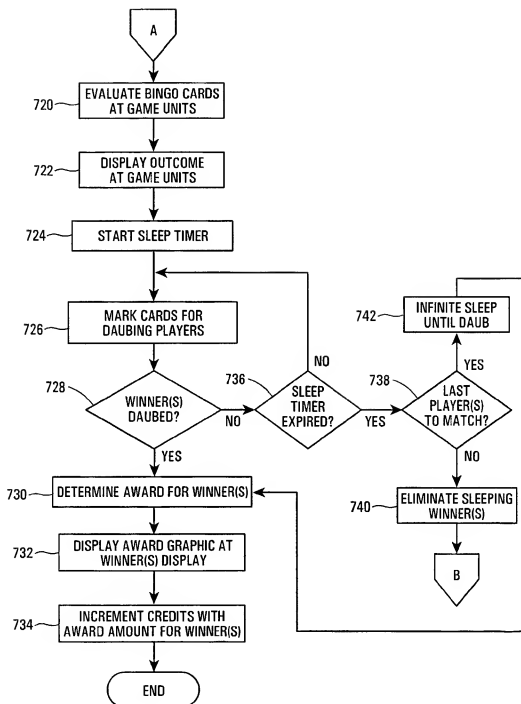 A
720
EVALUATE BINGO CARDS
AT GAME UNITS
722
DISPLAY OUTCOME
AT GAME UNITS
724
START SLEEP TIMER
726
MARK CARDS FOR
DAUBING PLAYERS
728
WINNER(S)
DAUBED?
NO
YES
736
SLEEP
TIMER
EXPIRED?
NO
YES
738
LAST
PLAYER(S)
TO MATCH?
YES
NO
742
INFINITE SLEEP
UNTIL DAUB
740
ELIMINATE SLEEPING
WINNER(S)
B
730
DETERMINE AWARD FOR WINNER(S)
732
DISPLAY AWARD GRAPHIC AT
WINNER(S) DISPLAY
734
INCREMENT CREDITS WITH
AWARD AMOUNT FOR WINNER(S)
END